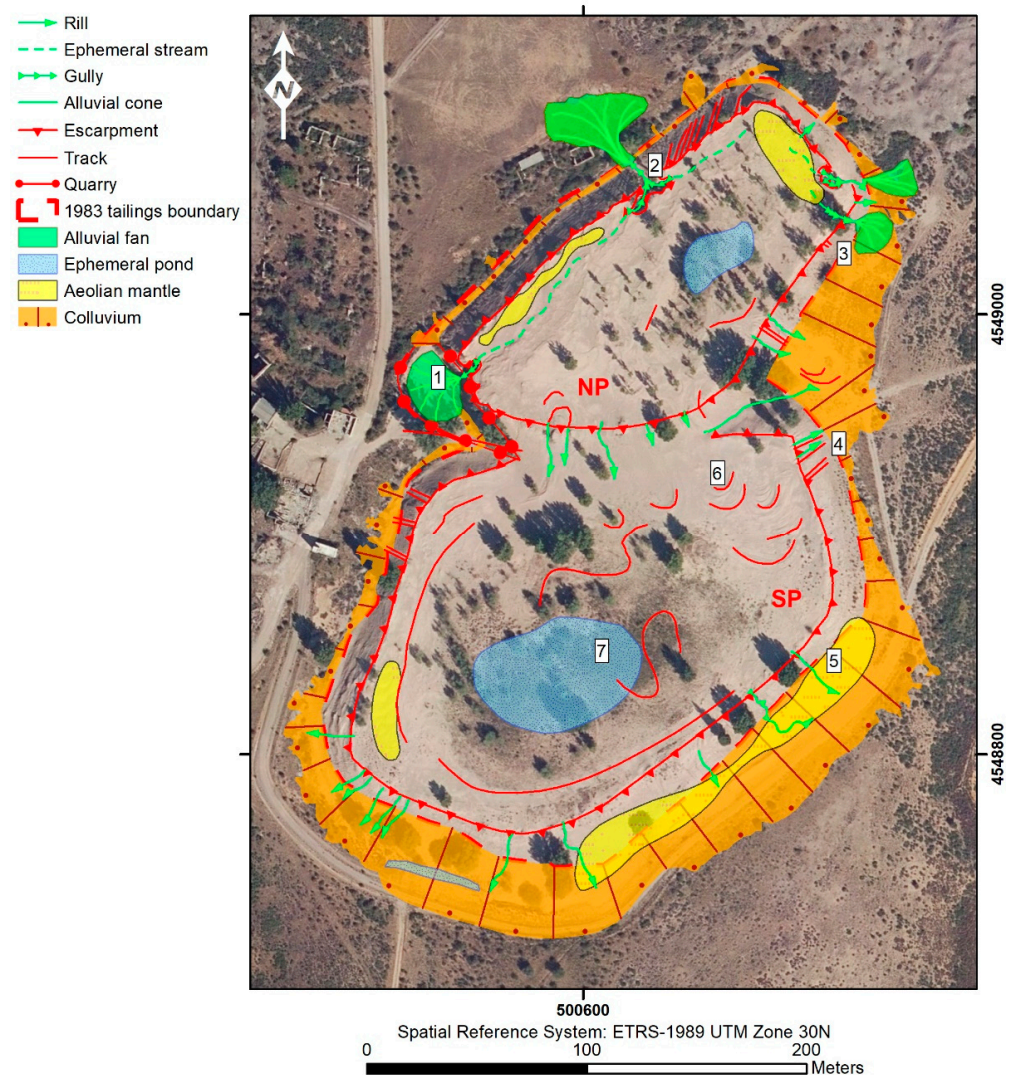 Rill
Ephemeral stream
Gully
Alluvial cone
Escarpment
Track
Quarry
1983 tailings boundary
Alluvial fan
Ephemeral pond
Aeolian mantle
Colluvium
N
2
3
4549000
1
NP
4
6
SP
7
5
4548800
500600
Spatial Reference System: ETRS-1989 UTM Zone 30N
0 100 200
Meters